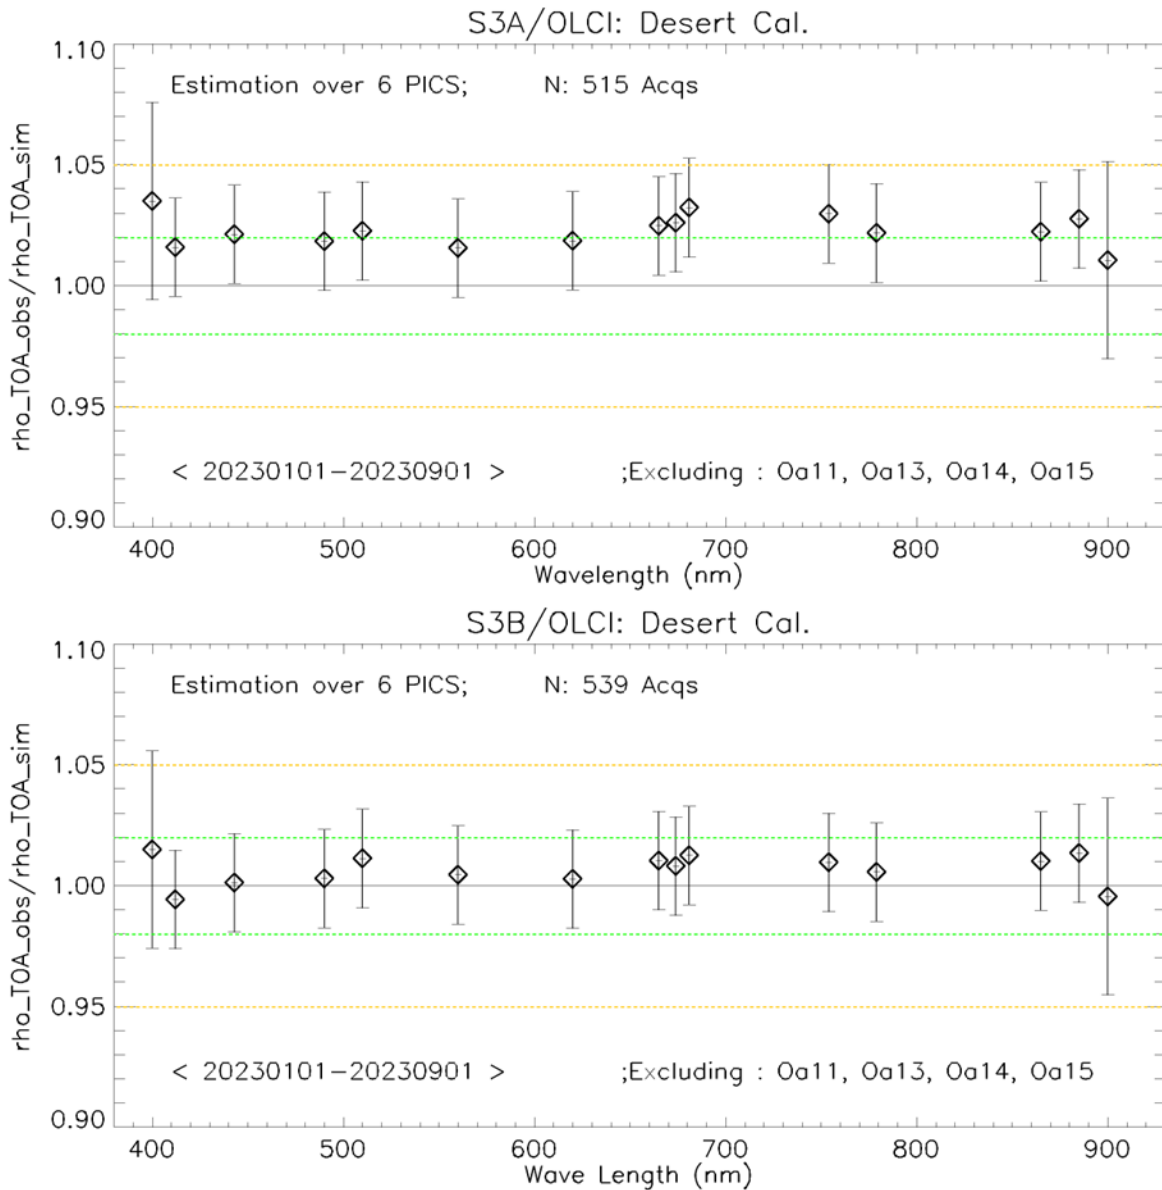 S3A/OLCI: Desert Cal.
1.10
Estimation over 6 PICS; N: 515 Acqs
1.05
1.00
0.95
< 20230101-20230901 > ;Excluding : Oa11, Oa13, Oa14, Oa15
0.90
rho_TOA_obs/rho_TOA_sim
400 500 600 700 800 900
Wavelength (nm)
S3B/OLCI: Desert Cal.
1.10
Estimation over 6 PICS; N: 539 Acqs
1.05
1.00
0.95
< 20230101-20230901 > ;Excluding : Oa11, Oa13, Oa14, Oa15
0.90
rho_TOA_obs/rho_TOA_sim
400 500 600 700 800 900
Wave Length (nm)